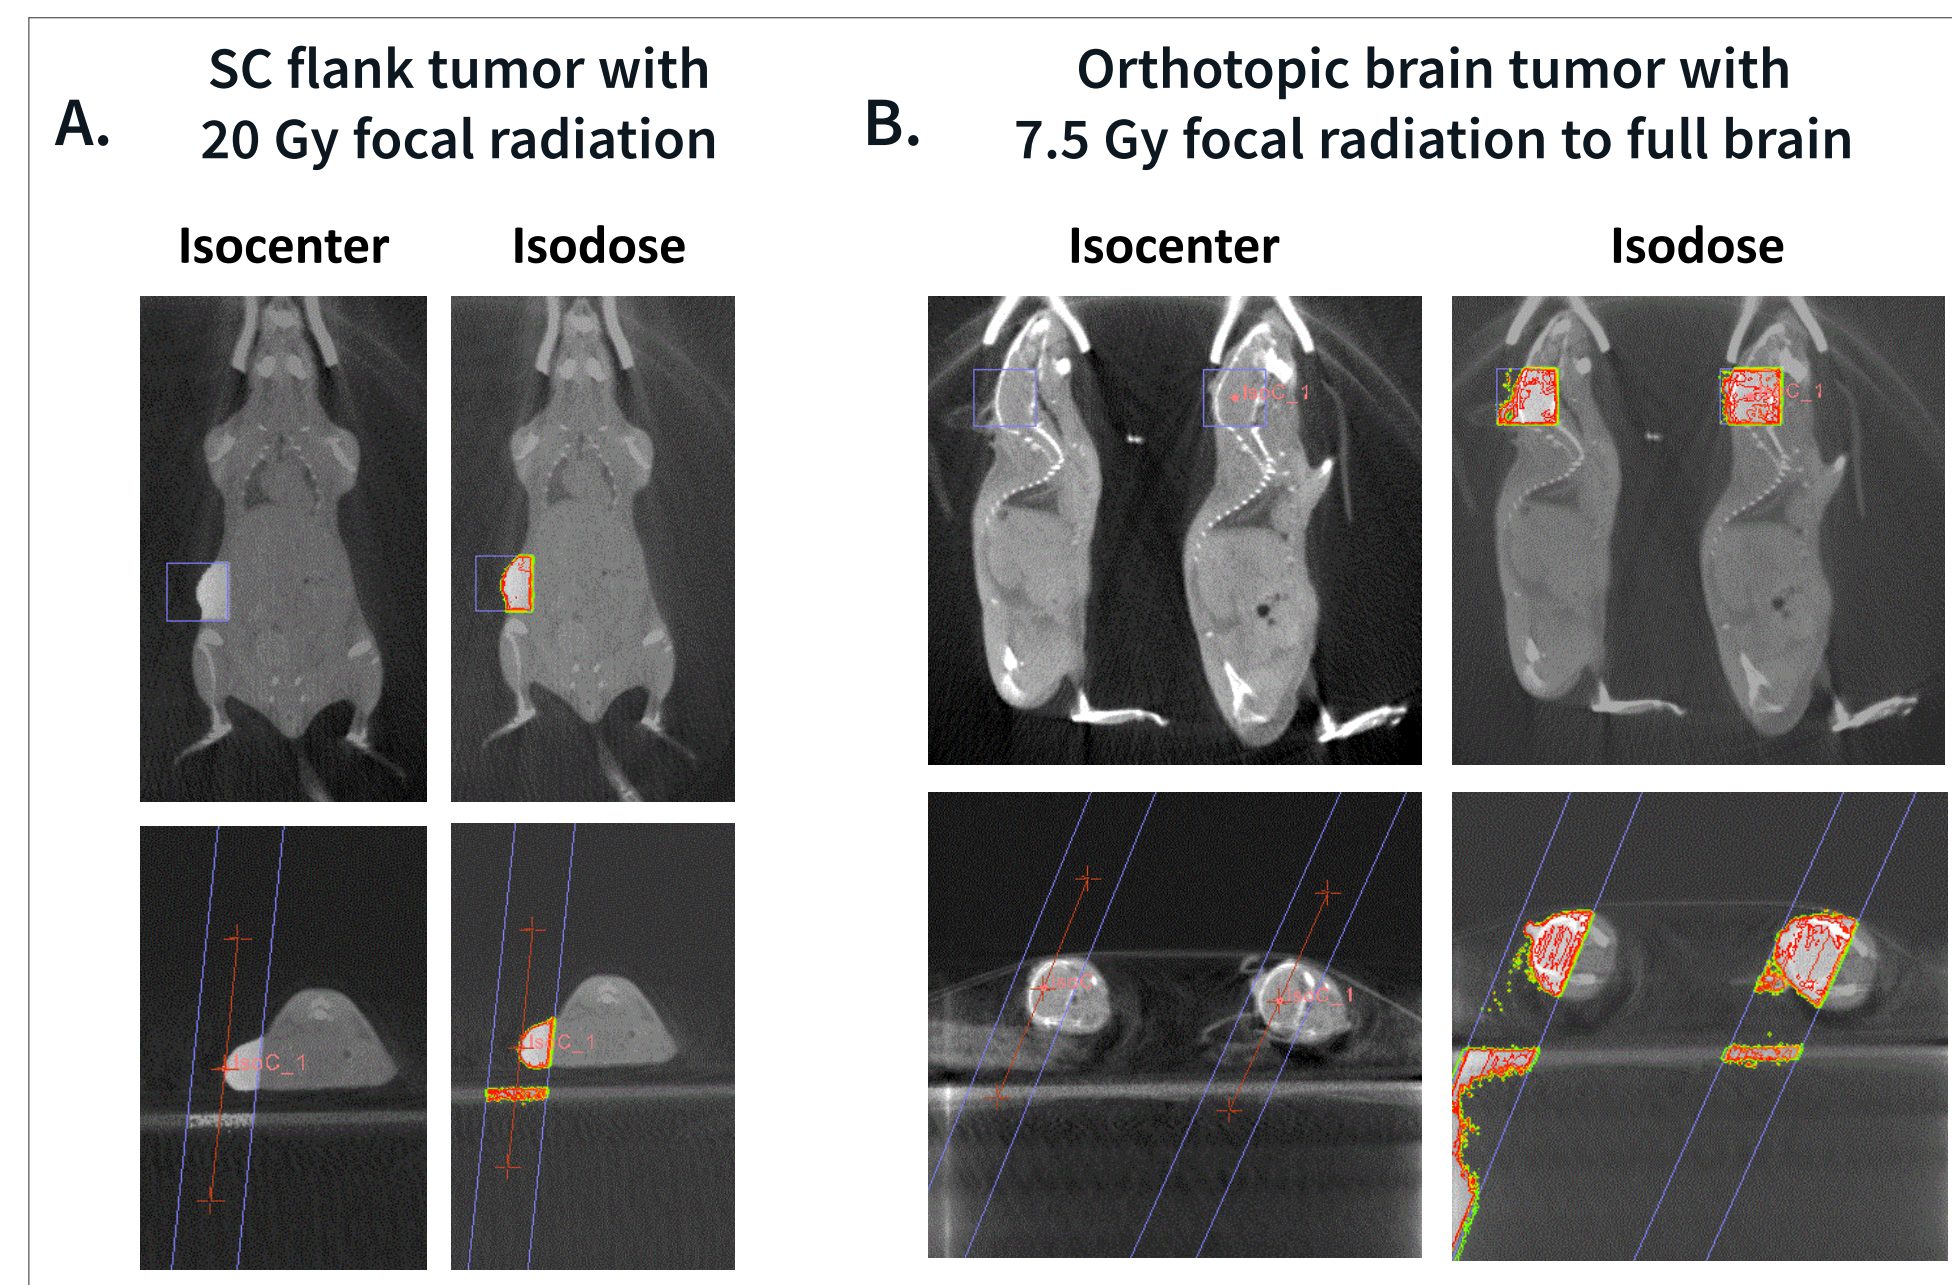 A.
SC flank tumor with
20 Gy focal radiation
Isocenter
Isodose
IsoC_1
B.
Orthotopic brain tumor with
7.5 Gy focal radiation to full brain
Isocenter
Isodose
IsoC_1
C_1
IsoC_1